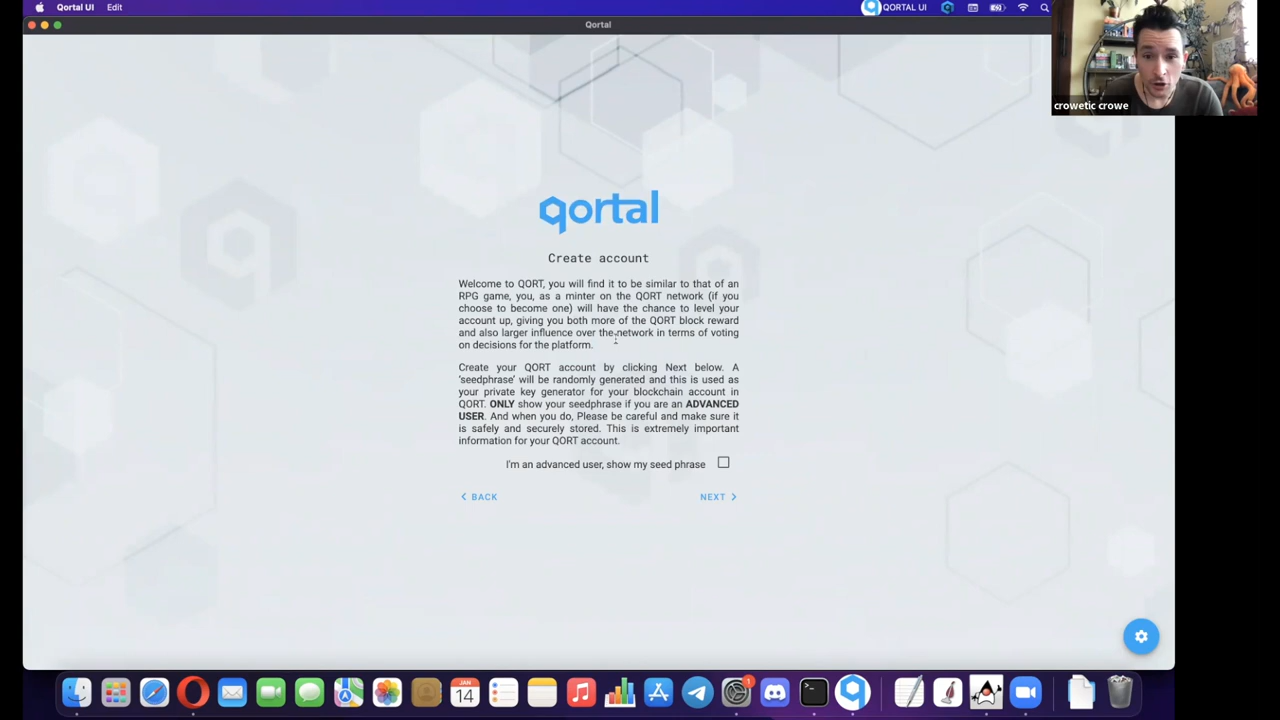 Qortal UI Edit
QORTAL UI
Qortal
crowetic crowe
qortal
Create account
Welcome to QORT, you will find it to be similar to that of an
RPG game, you, as a minter on the QORT network (if you
choose to become one) will have the chance to level your
account up, giving you both more of the QORT block reward
and also larger influence over the network in terms of voting
on decisions for the platform.
Create your QORT account by clicking Next below. A
'seedphrase' will be randomly generated and this is used as
your private key generator for your blockchain account in
QORT. ONLY show your seedphrase if you are an ADVANCED
USER. And when you do, Please be careful and make sure it
is safely and securely stored. This is extremely important
information for your QORT account.
I'm an advanced user, show my seed phrase
BACK
NEXT
JAN
14
1